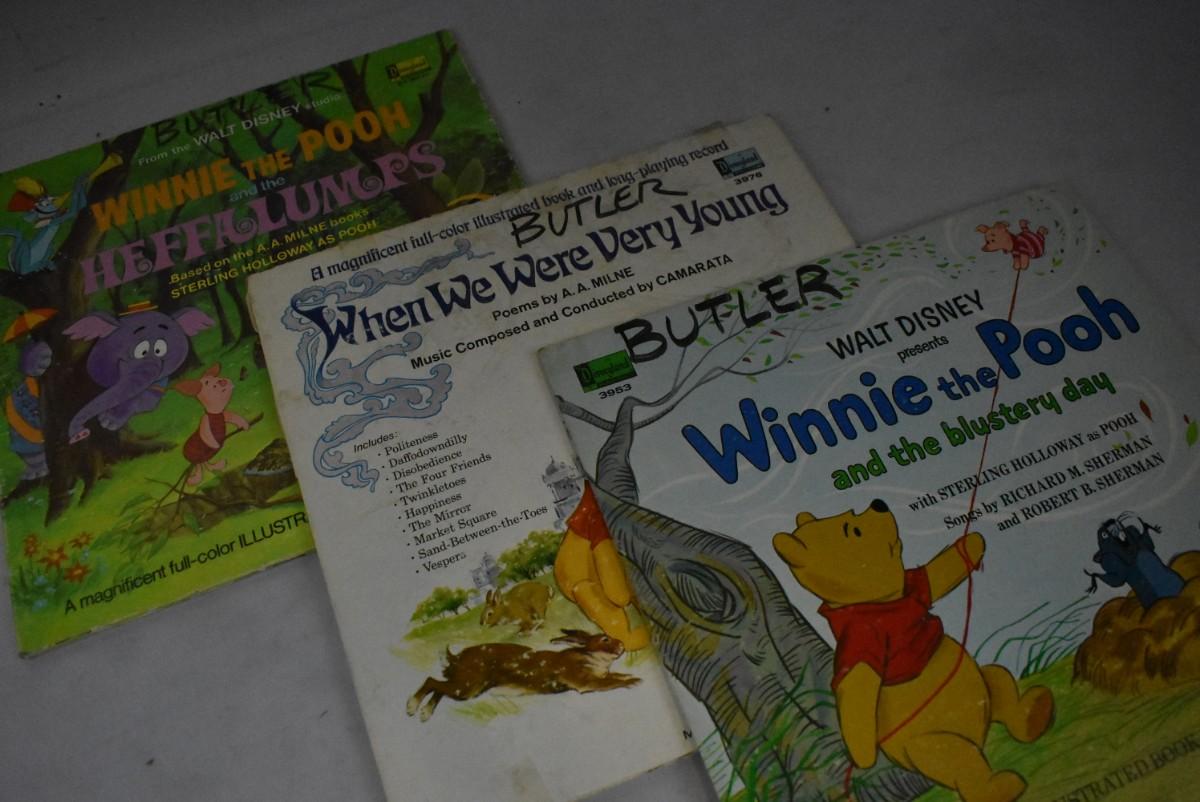 BUTLER
Disneyland
From the WALT DISNEY studio
WINNIE THE POOH
and the
HEFFALUMPS
Based on the A.A. MILNE books
STERLING HOLLOWAY AS POOH
A magnificent full-color ILLUSTR
A magnificent full-color illustrated book and long-playing record
Disneyland
3976
BUTLER
When We Were Very Young
Poems by A. A. MILNE
Music Composed and Conducted by CAMARATA
Includes:
• Politeness
• Daffodowndilly
• Disobedience
• The Four Friends
• Twinkletoes
• Happiness
• The Mirror
• Market Square
• Sand-Between-the-Toes
• Vespers
M
BUTLER
Disneyland
3953
WALT DISNEY
presents
Winnie the Pooh
and the blustery day
with STERLING HOLLOWAY as POOH
Songs by RICHARD M. SHERMAN
and ROBERT B. SHERMAN
STRATED BOOK